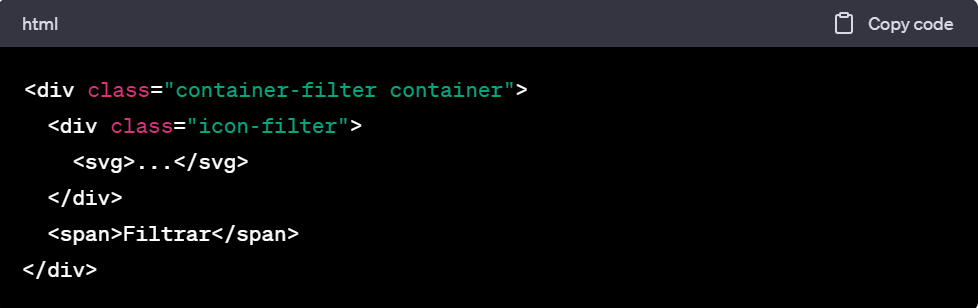 html
Copy code
<div class="container-filter container">
  <div class="icon-filter">
    <svg>...</svg>
  </div>
  <span>Filtrar</span>
</div>